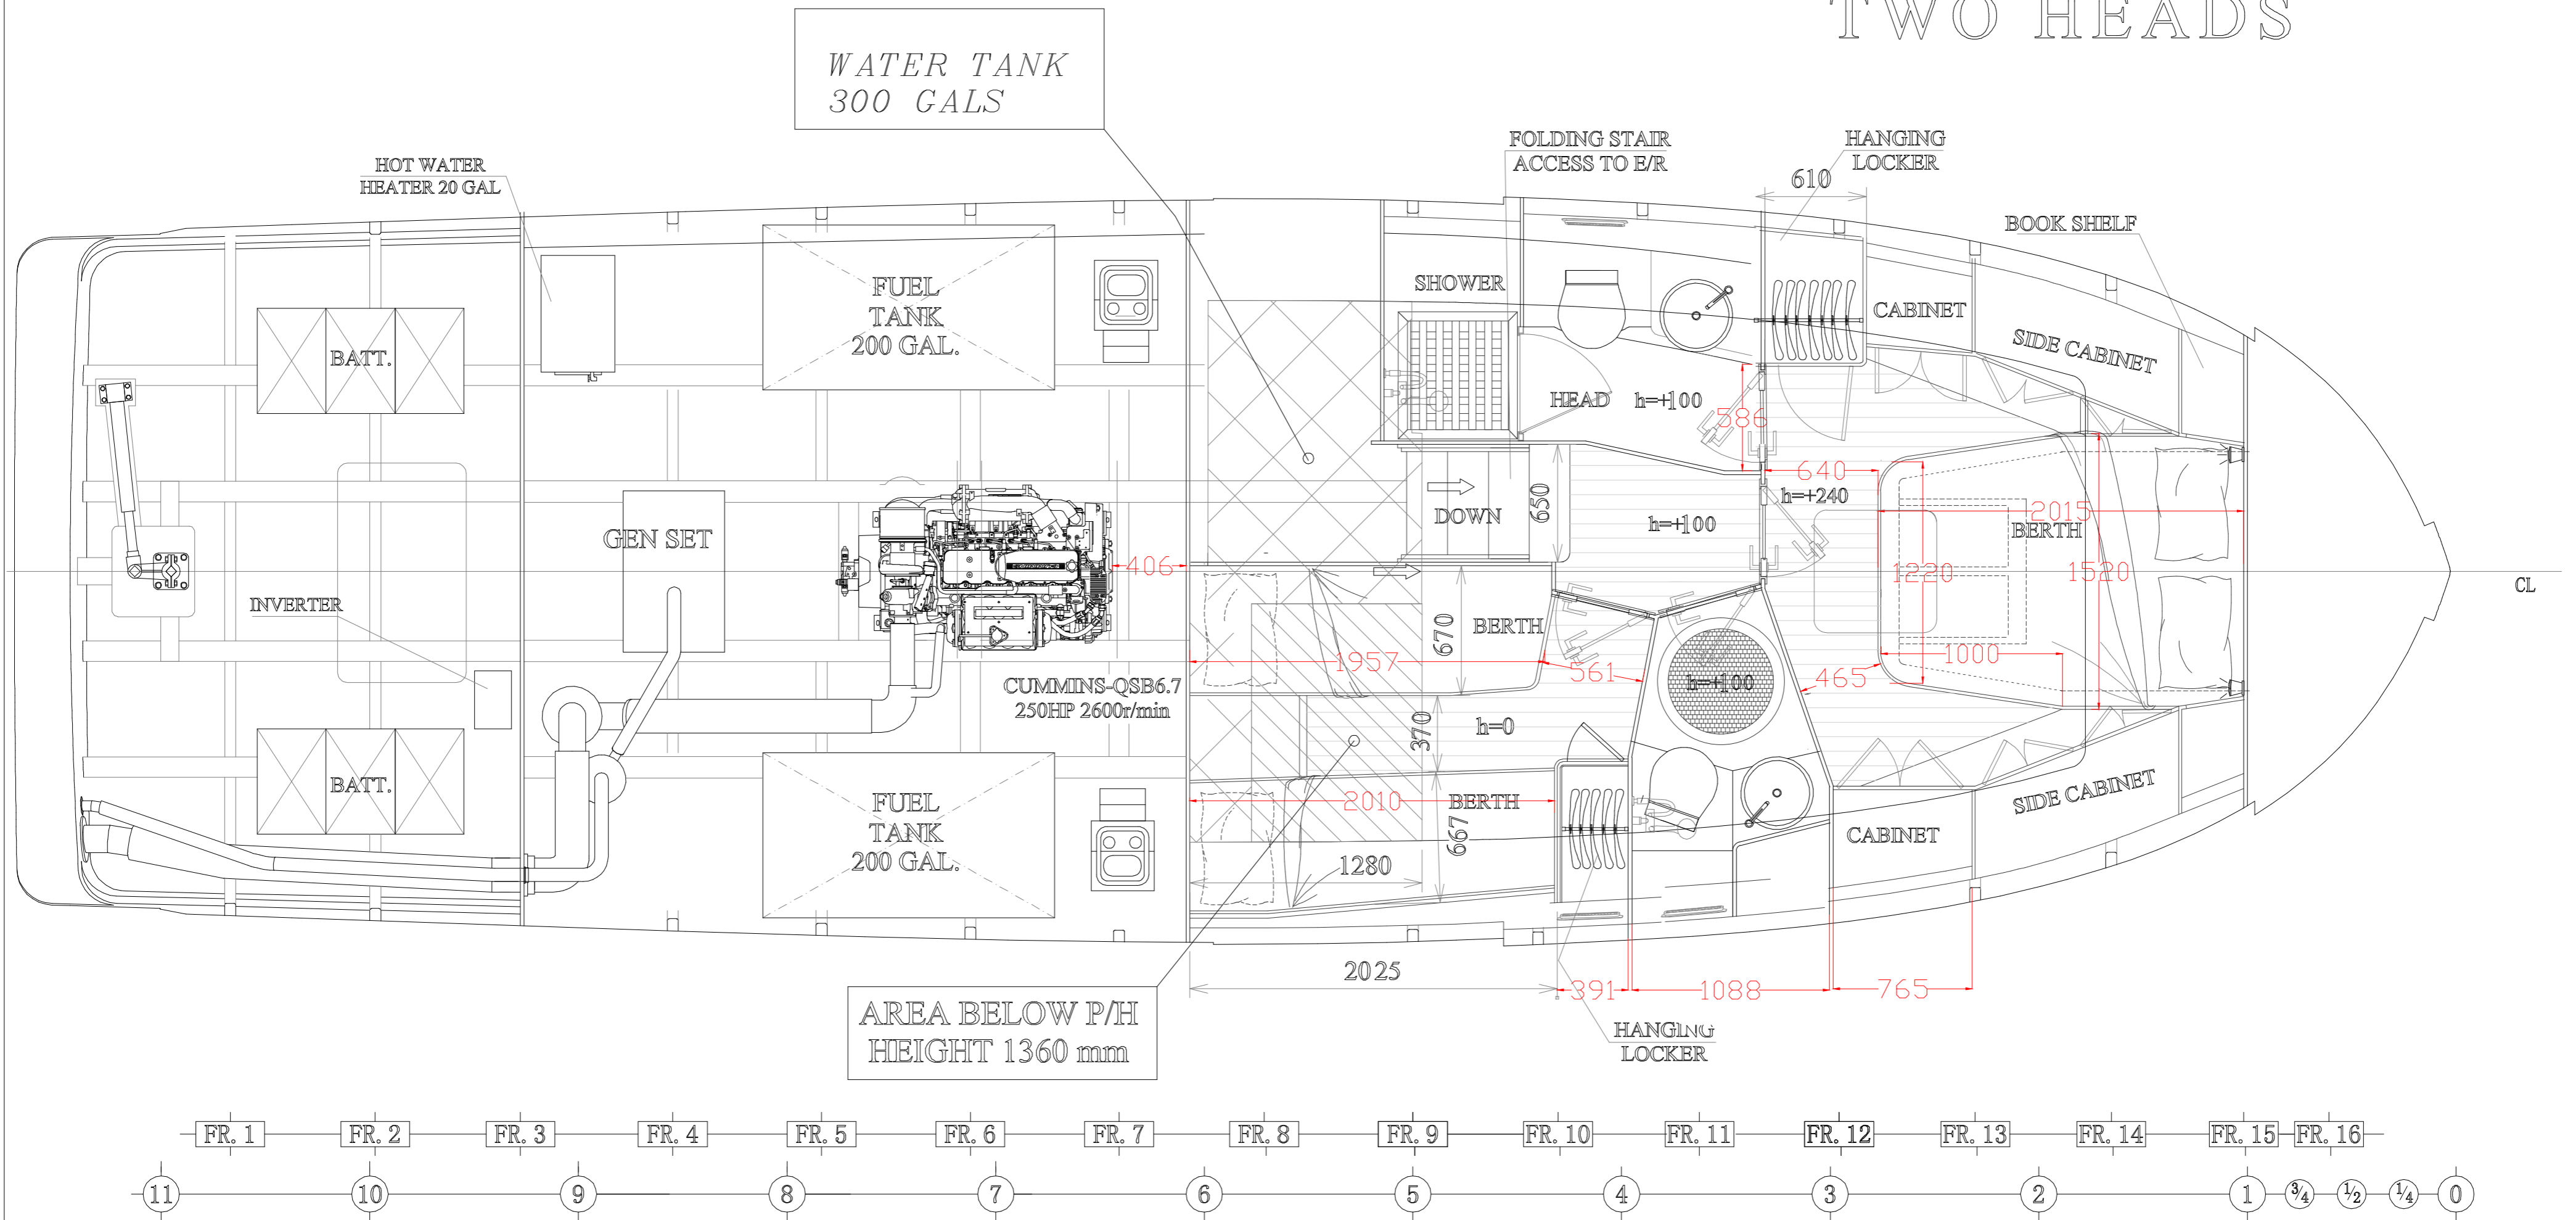 TWO HEADS
WATER TANK
300 GALS
HOT WATER
HEATER 20 GAL
FOLDING STAIR
ACCESS TO E/R
HANGING
LOCKER
610
BOOK SHELF
FUEL
TANK
200 GAL.
SHOWER
CABINET
SIDE CABINET
BATT.
HEAD
h=+100
586
640
h=+240
650
DOWN
h=+100
2015
BERTH
GEN SET
406
1220
1520
CL
INVERTER
670
BERTH
1957
561
h=+100
465
1000
CUMMINS-QSB6.7
250HP 2600r/min
370
h=0
BATT.
FUEL
TANK
200 GAL.
2010
BERTH
667
1280
CABINET
SIDE CABINET
2025
391
1088
765
AREA BELOW P/H
HEIGHT 1360 mm
HANGING
LOCKER
FR. 1 FR. 2 FR. 3 FR. 4 FR. 5 FR. 6 FR. 7 FR. 8 FR. 9 FR. 10 FR. 11 FR. 12 FR. 13 FR. 14 FR. 15 FR. 16
11 10 9 8 7 6 5 4 3 2 1 3/4 1/2 1/4 0